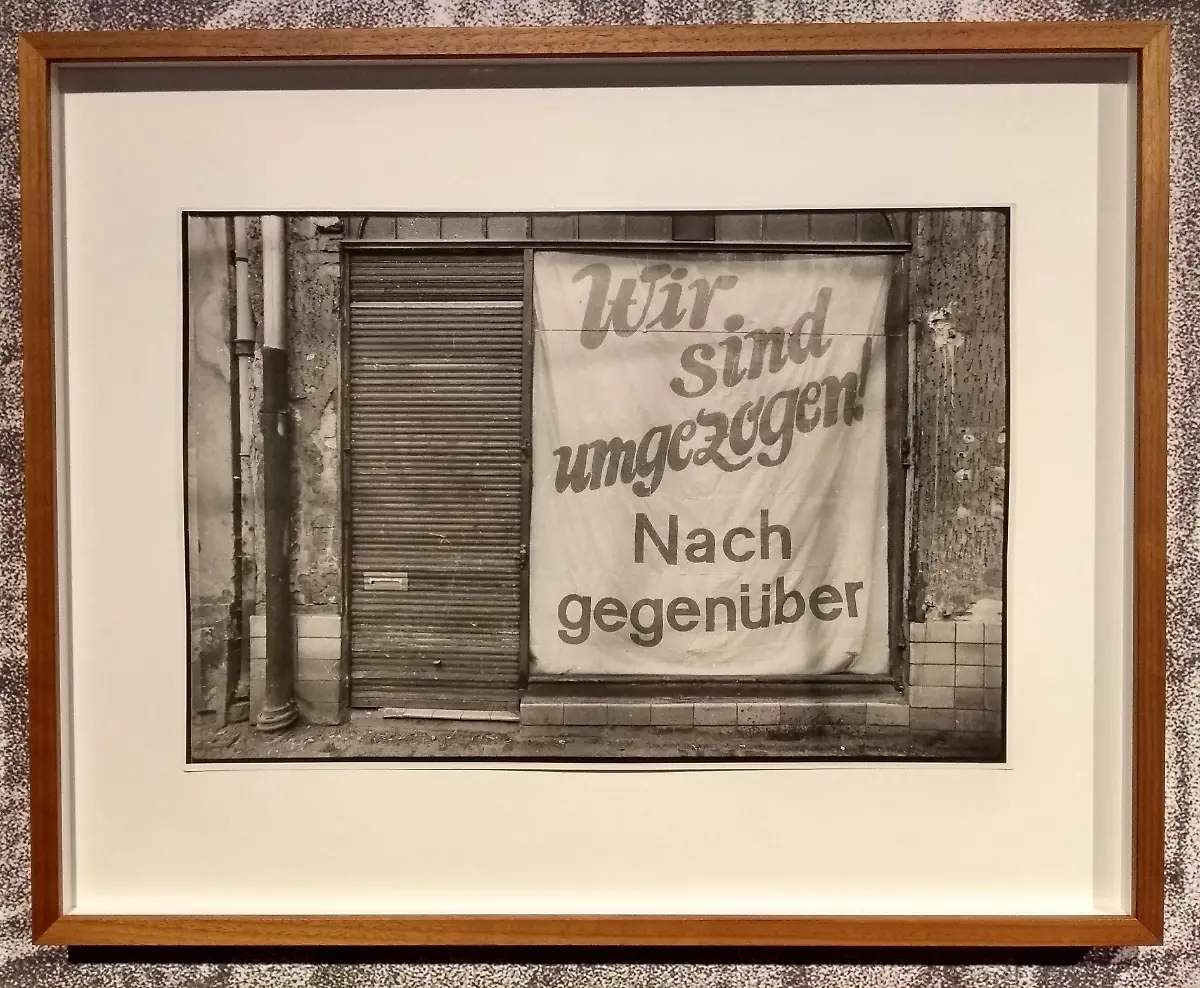 Wir
sind
umgezogen!
Nach
gegenüber